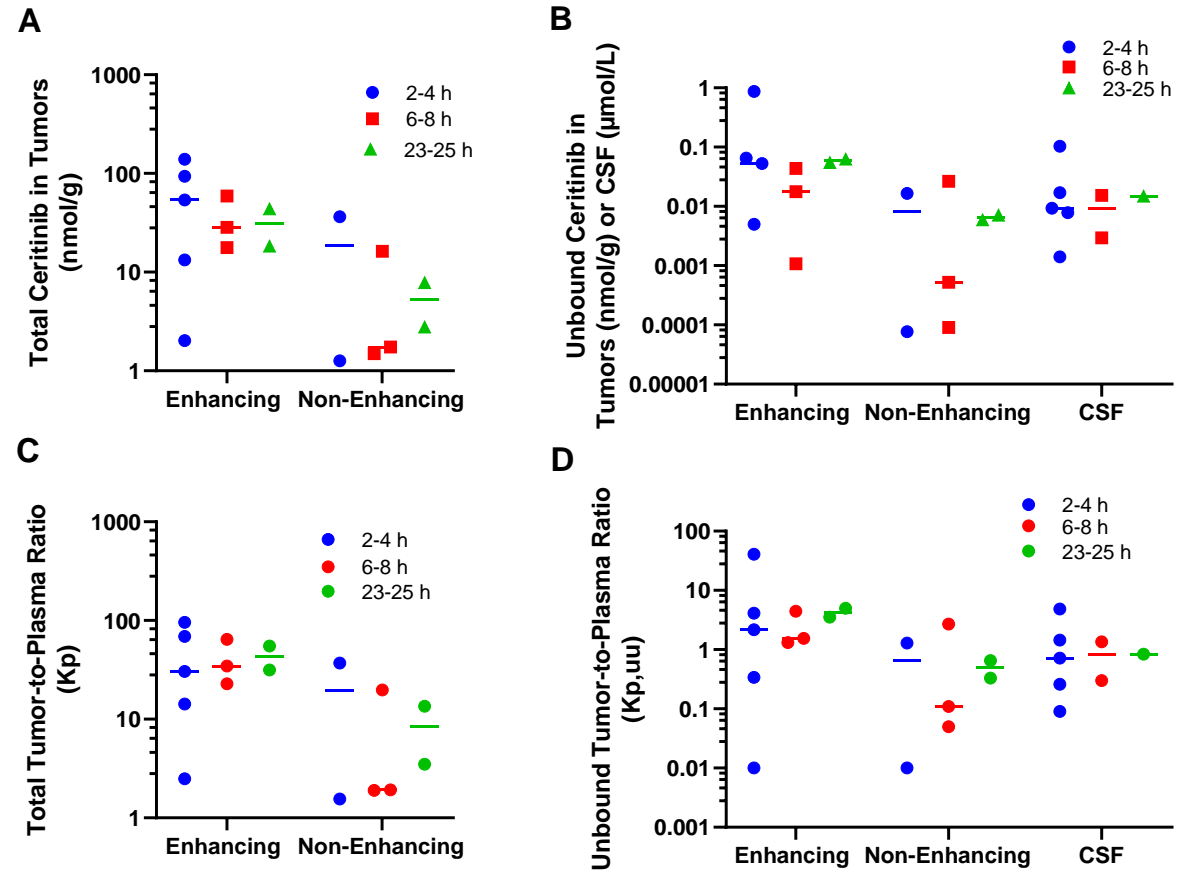 A
Total Ceritinib in Tumors
(nmol/g)
1000
100
10
1
2-4 h
6-8 h
23-25 h
Enhancing
Non-Enhancing
B
Unbound Ceritinib in
Tumors (nmol/g) or CSF (µmol/L)
1
0.1
0.01
0.001
0.0001
0.00001
2-4 h
6-8 h
23-25 h
Enhancing
Non-Enhancing
CSF
C
Total Tumor-to-Plasma Ratio
(Kp)
1000
100
10
1
2-4 h
6-8 h
23-25 h
Enhancing
Non-Enhancing
D
Unbound Tumor-to-Plasma Ratio
(Kp,uu)
100
10
1
0.1
0.01
0.001
2-4 h
6-8 h
23-25 h
Enhancing
Non-Enhancing
CSF